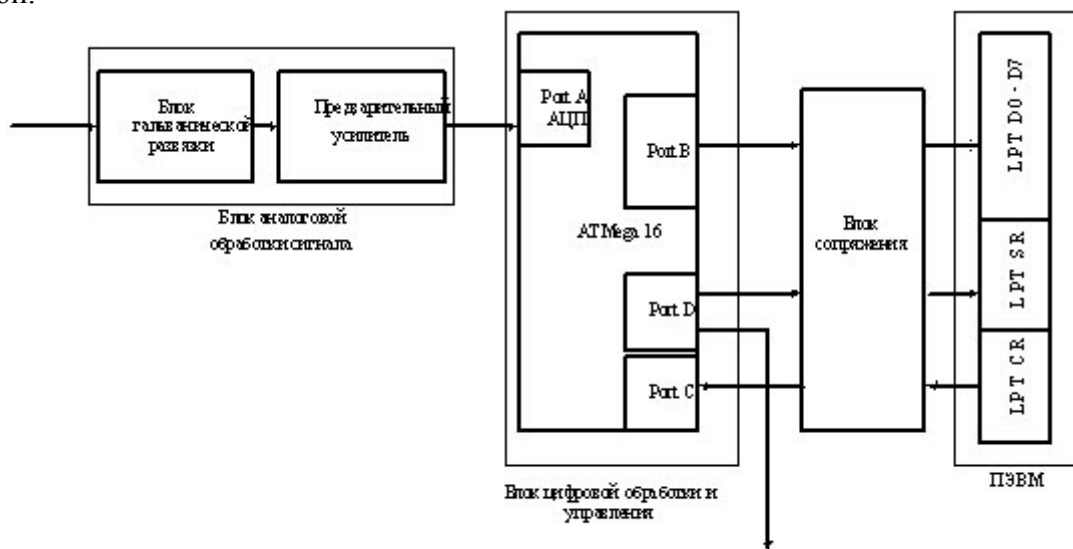 Блок
гальванической
развязки
Предварительный
усилитель
Блок аналоговой
обработки сигнала
Port A
АЦП
Port B
ATMega 16
Port D
Port C
Блок цифровой обработки и
управления
Блок
сопряжения
LPT D0 - D7
LPT SR
LPT CR
ПЭВМ